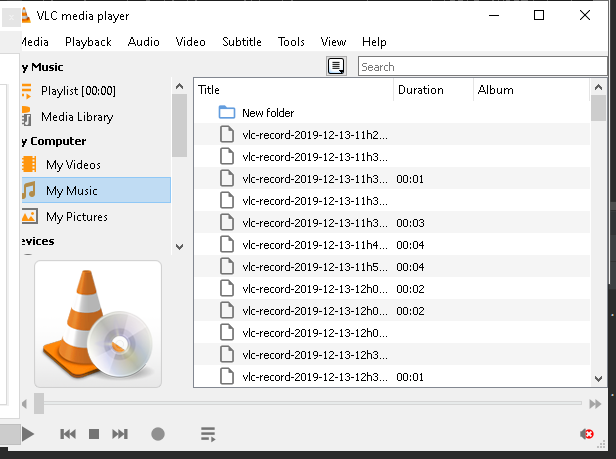 VLC media player
Media Playback Audio Video Subtitle Tools View Help
y Music
Search
Playlist [00:00]
Title Duration Album
Media Library
New folder
y Computer
vlc-record-2019-12-13-11h2...
My Videos
vlc-record-2019-12-13-11h3...
My Music
vlc-record-2019-12-13-11h3... 00:01
My Pictures
vlc-record-2019-12-13-11h3...
evices
vlc-record-2019-12-13-11h3... 00:03
vlc-record-2019-12-13-11h4... 00:04
vlc-record-2019-12-13-11h5... 00:04
vlc-record-2019-12-13-12h0... 00:02
vlc-record-2019-12-13-12h0... 00:02
vlc-record-2019-12-13-12h0...
vlc-record-2019-12-13-12h3...
vlc-record-2019-12-13-12h3... 00:01